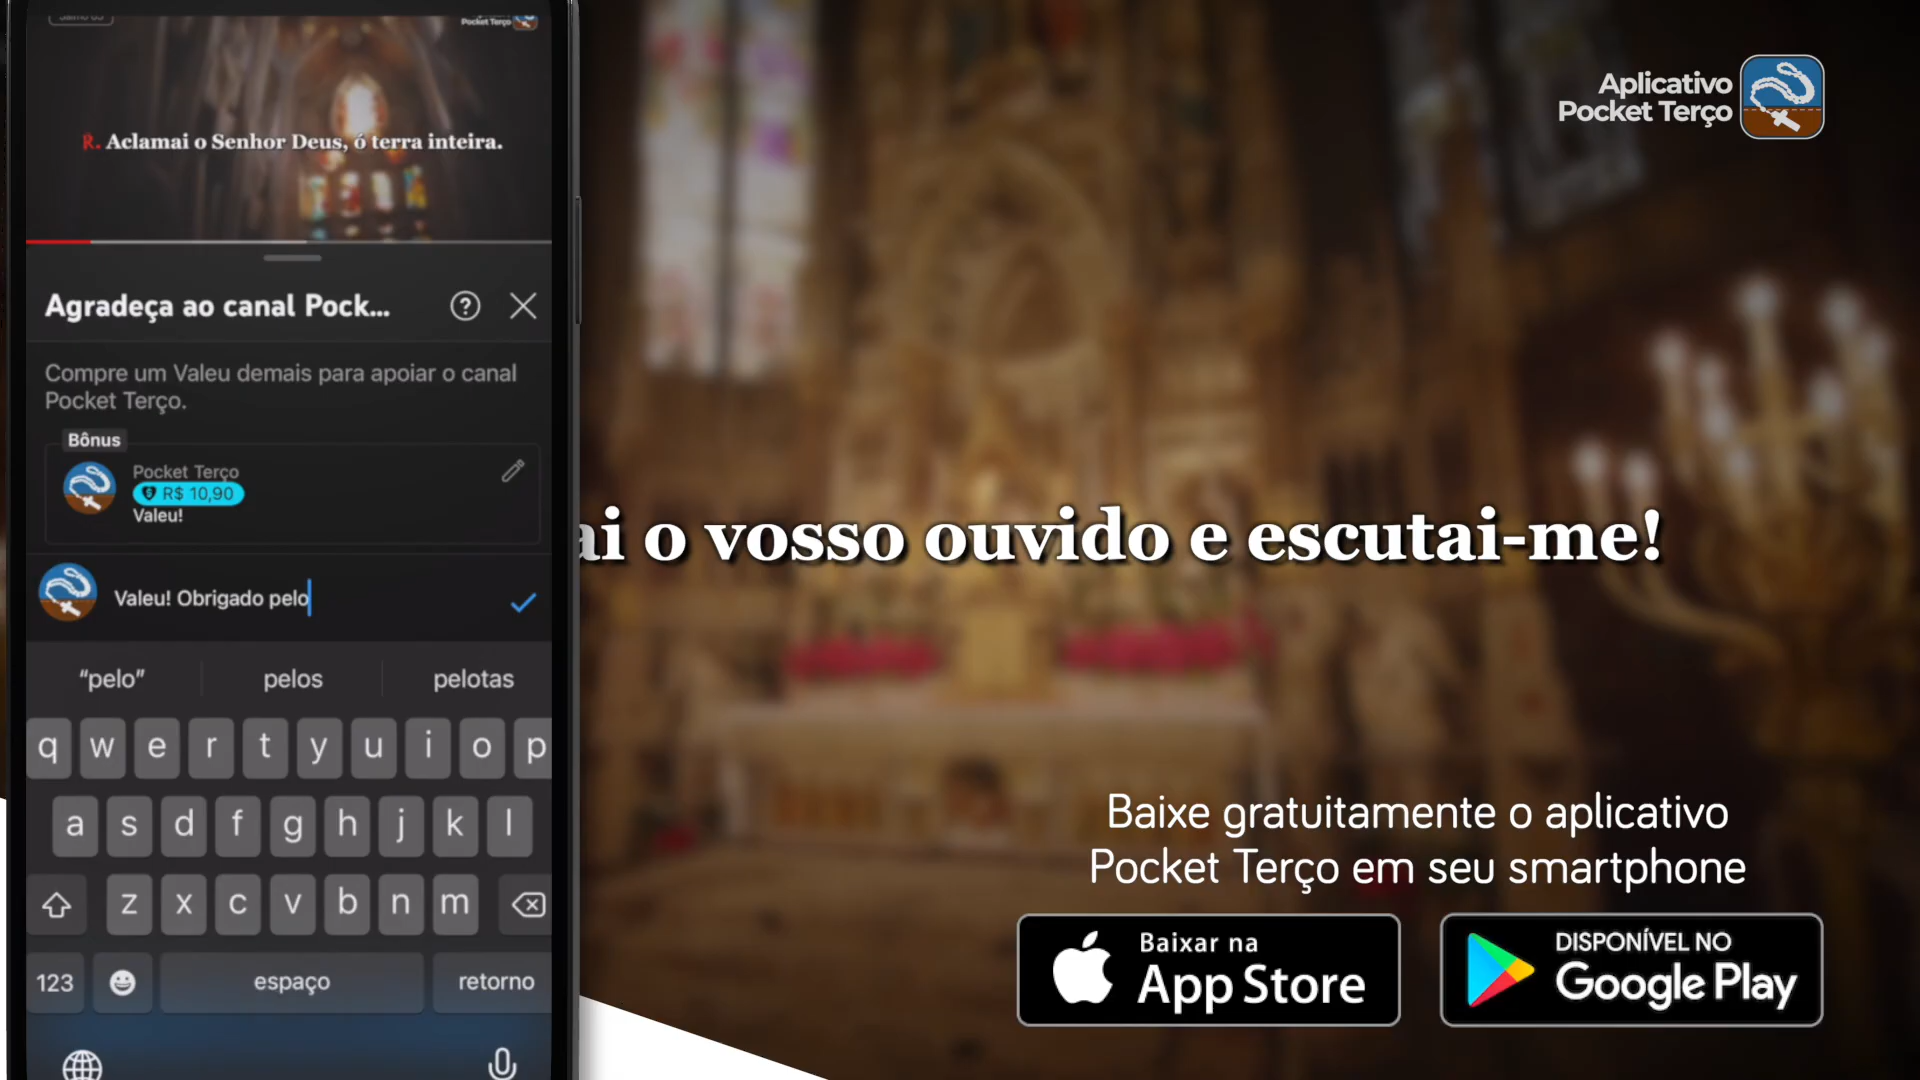 Pocket Terço
R. Aclamai o Senhor Deus, ó terra inteira.
Agradeça ao canal Pock...
Compre um Valeu demais para apoiar o canal
Pocket Terço.
Bônus
Pocket Terço
R$ 10,90
Valeu!
Valeu! Obrigado pelo
“pelo” pelos pelotas
q w e r t y u i o p
a s d f g h j k l
z x c v b n m
123 espaço retorno
Aplicativo
Pocket Terço
o vosso ouvido e escutai-me!
Baixe gratuitamente o aplicativo
Pocket Terço em seu smartphone
Baixar na
App Store
DISPONÍVEL NO
Google Play